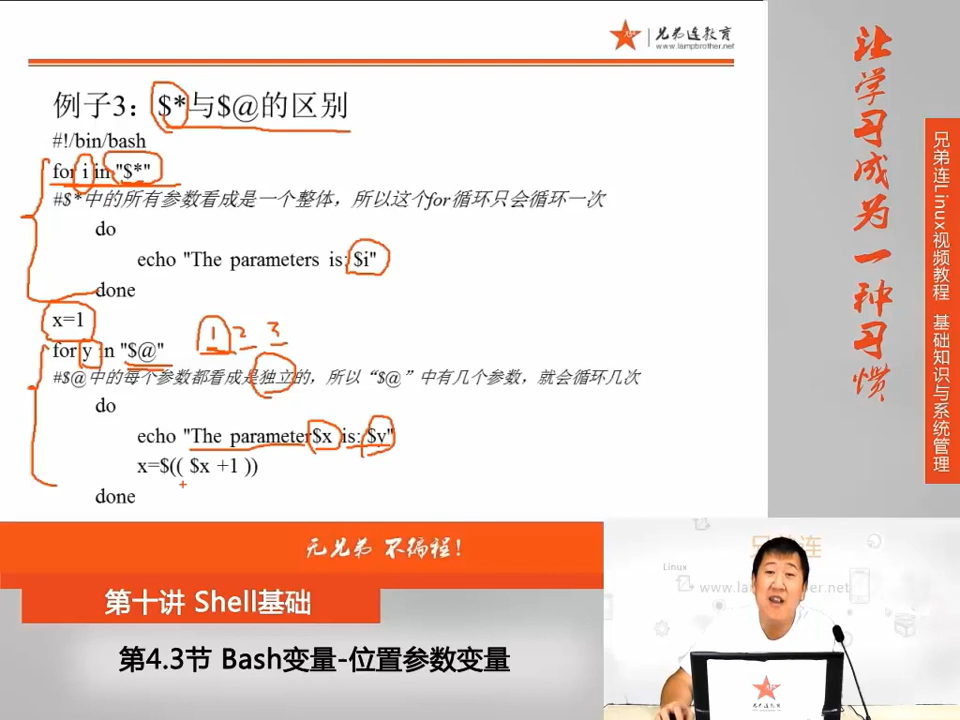 兄弟连教育
www.lampbrother.net
例子3：$*与$@的区别
#!/bin/bash
for i in "$*"
#$*中的所有参数看成是一个整体，所以这个for循环只会循环一次
do
echo "The parameters is: $i"
done
x=1
1 2 3
for y in "$@"
#$@中的每个参数都看成是独立的，所以“$@”中有几个参数，就会循环几次
do
echo "The parameter$x is: $y"
x=$(( $x +1 ))
done
让学习成为一种习惯
兄弟连Linux视频教程 基础知识与系统管理
无兄弟 不编程！
第十讲 Shell基础
第4.3节 Bash变量-位置参数变量
Linux
兄弟连教育